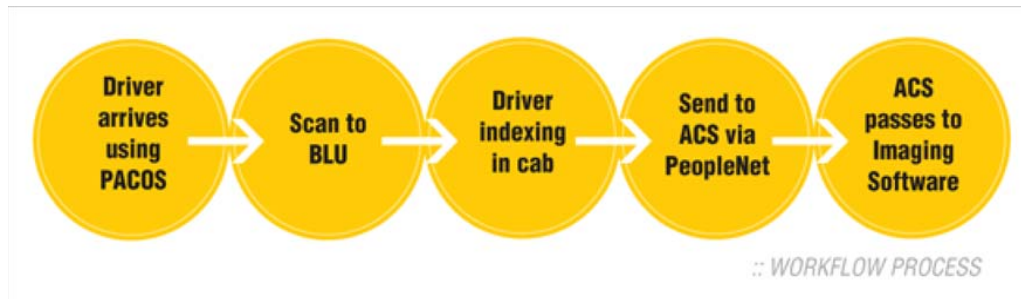 Driver
arrives
using
PACOS
Scan to
BLU
Driver
indexing
in cab
Send to
ACS via
PeopleNet
ACS
passes to
Imaging
Software
:: WORKFLOW PROCESS